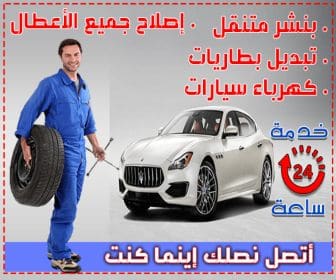 • بنشر متنقل • إصلاح جميع الأعطال
• تبديل بطاريات
• كهرباء سيارات
خدمة
24
ساعة
أتصل نصلك إينما كنت